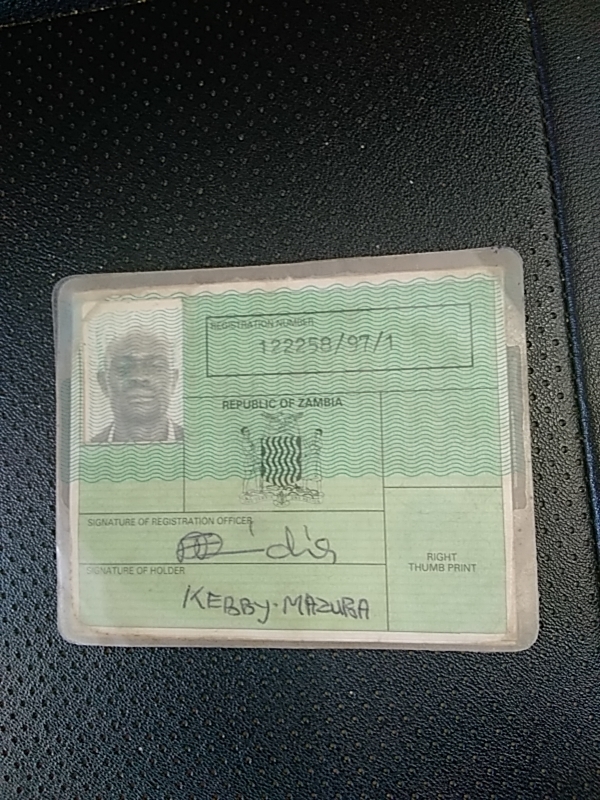 REGISTRATION NUMBER
122258/97/1
REPUBLIC OF ZAMBIA
SIGNATURE OF REGISTRATION OFFICER
SIGNATURE OF HOLDER
KEBBY·MAZUBA
RIGHT
THUMB PRINT